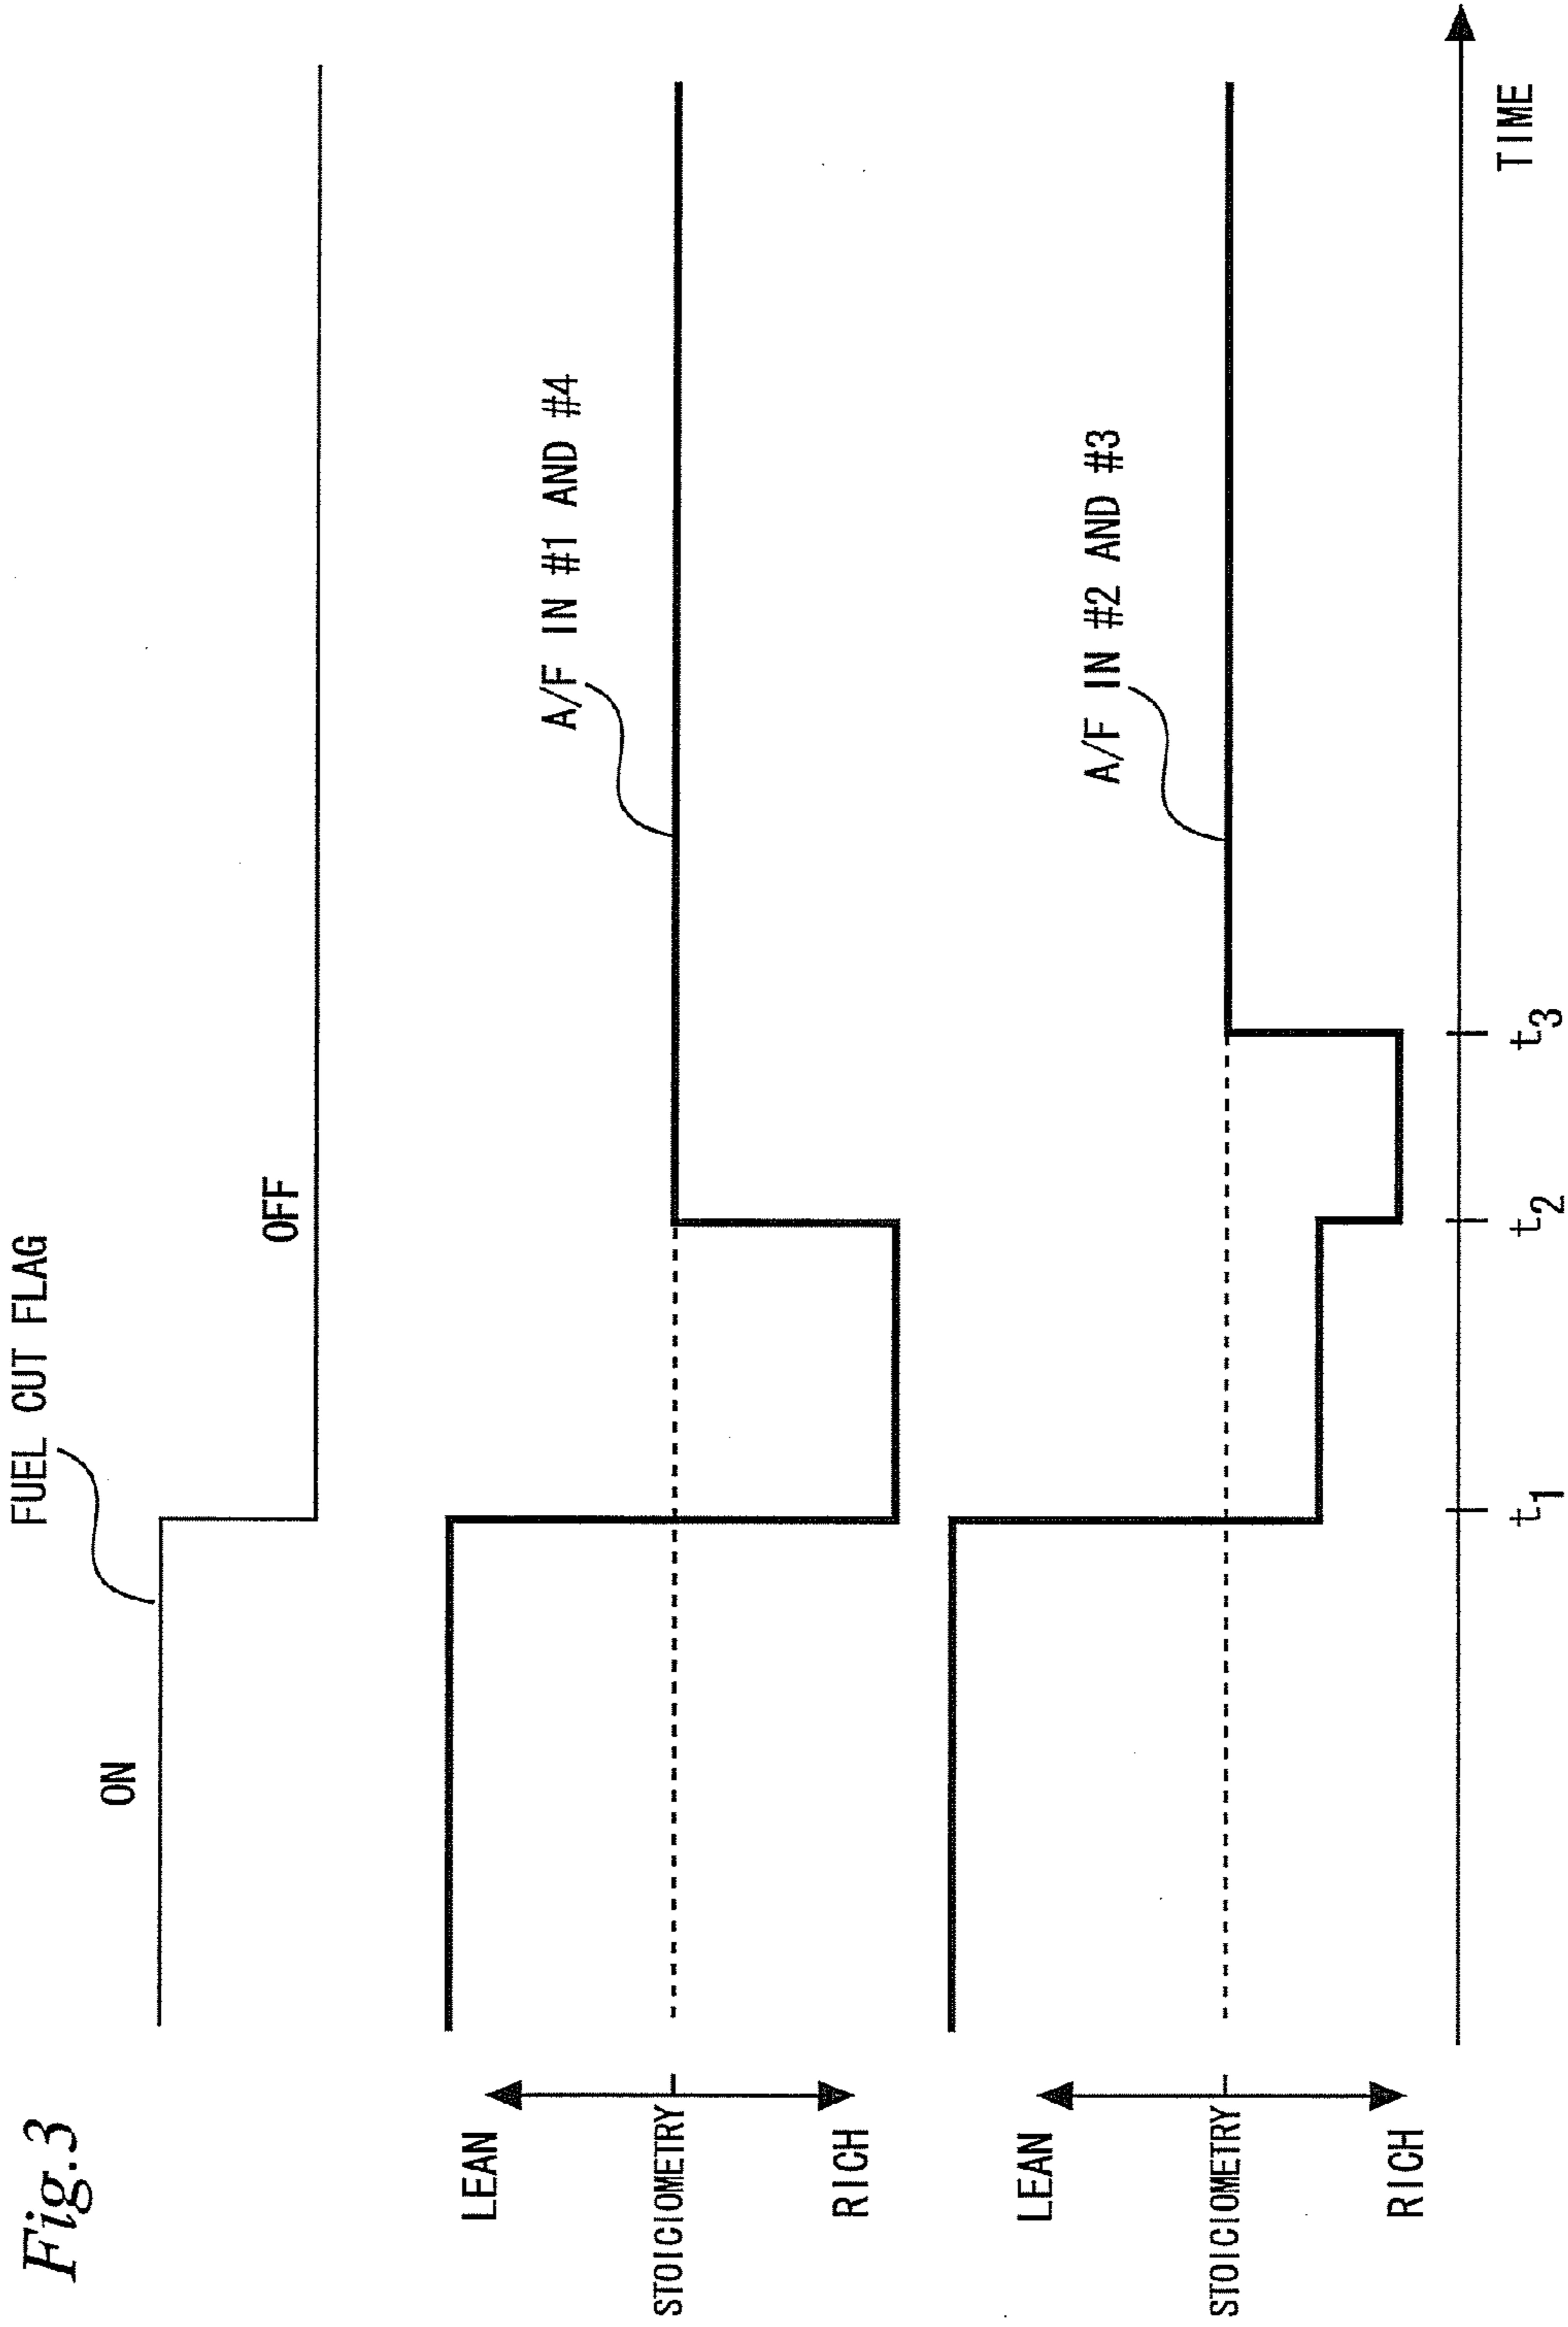 Fig.3
FUEL CUT FLAG
ON
OFF
LEAN
STOICIOMETRY
RICH
A/F IN #1 AND #4
LEAN
STOICIOMETRY
RICH
A/F IN #2 AND #3
t1
t2
t3
TIME